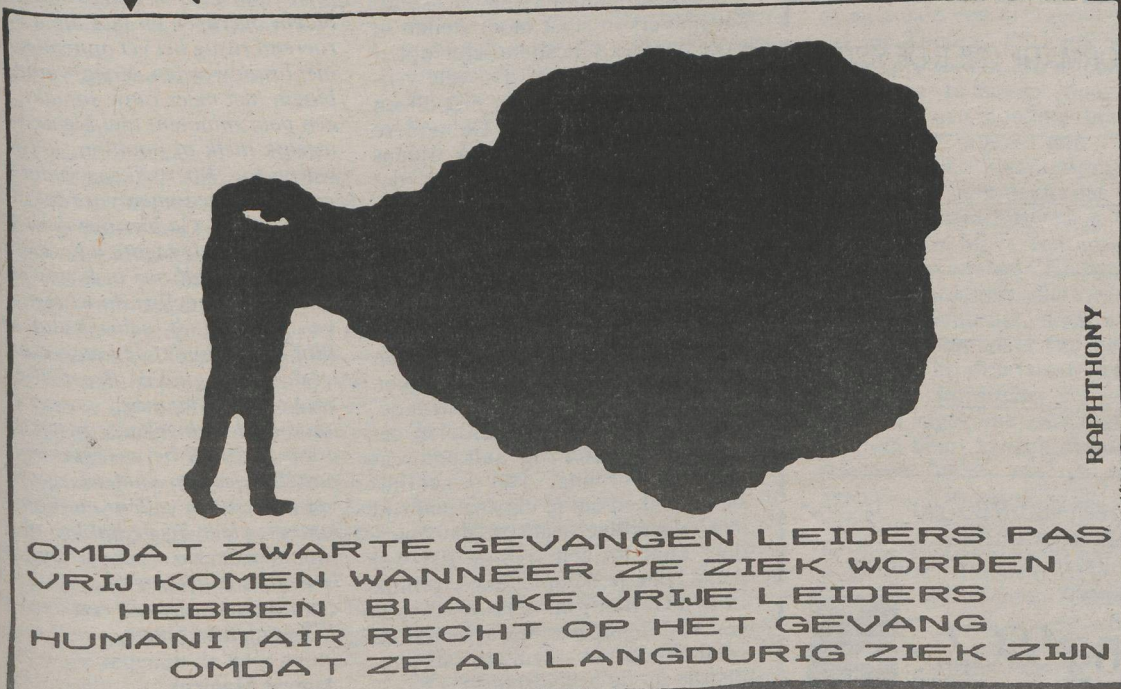 RAPHTHONY
OMDAT ZWARTE GEVANGEN LEIDERS PAS
VRIJ KOMEN WANNEER ZE ZIEK WORDEN
HEBBEN BLANKE VRIJE LEIDERS
HUMANITAIR RECHT OP HET GEVANG
OMDAT ZE AL LANGDURIG ZIEK ZIJN